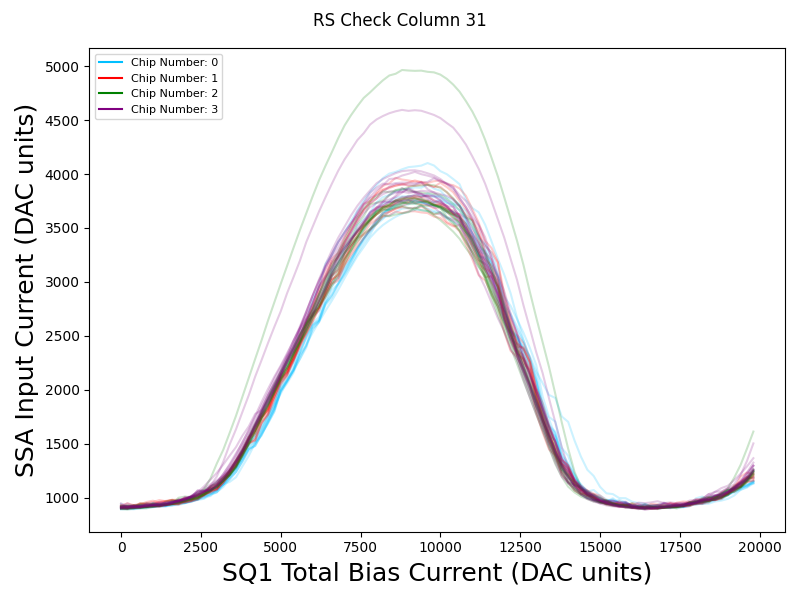 RS Check Column 31
Chip Number: 0
Chip Number: 1
Chip Number: 2
Chip Number: 3
SSA Input Current (DAC units)
5000
4500
4000
3500
3000
2500
2000
1500
1000
0 2500 5000 7500 10000 12500 15000 17500 20000
SQ1 Total Bias Current (DAC units)